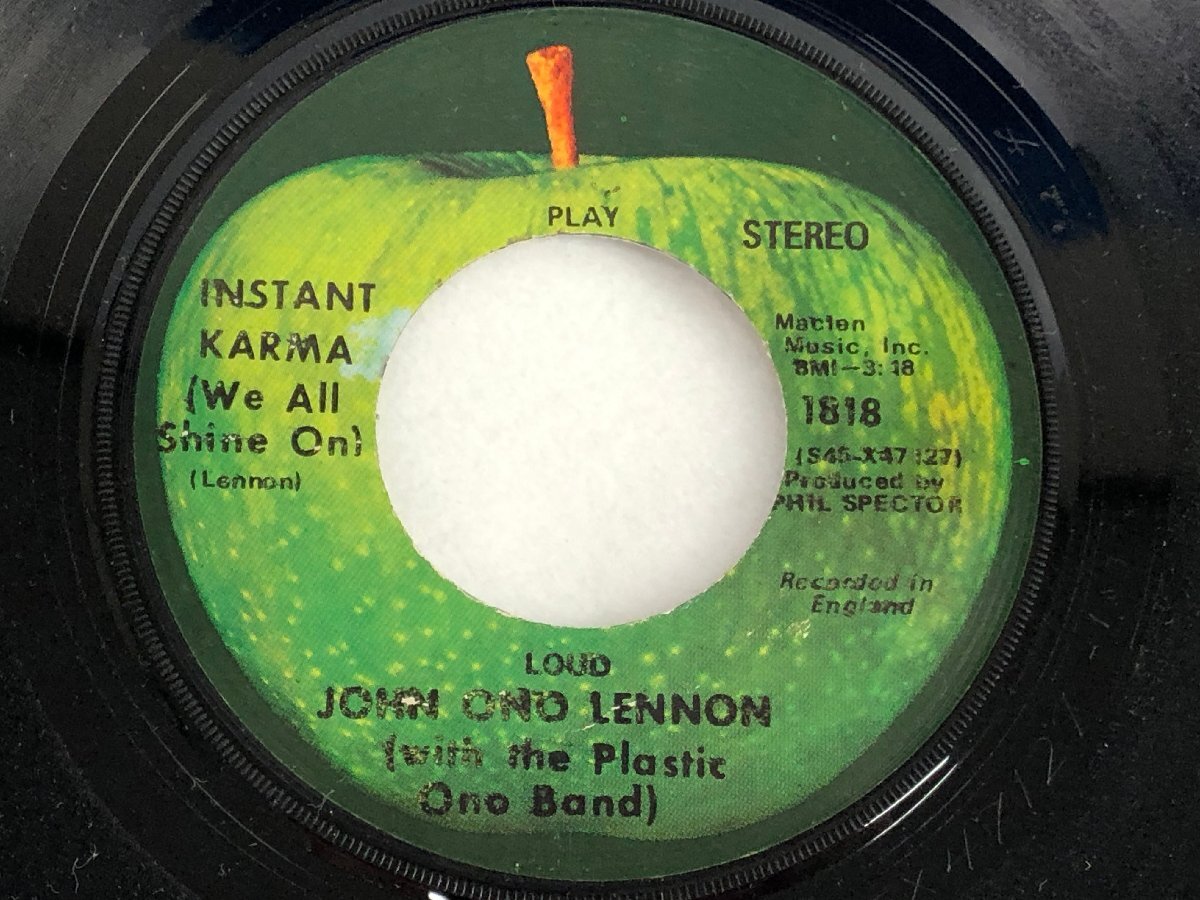 PLAY
STEREO
INSTANT
KARMA
(We All
Shine On)
(Lennon)
Maclen
Music, Inc.
BMI—3:18
1818
(S45-X47127)
Produced by
PHIL SPECTOR
Recorded in
England
LOUD
JOHN ONO LENNON
(with the Plastic
Ono Band)